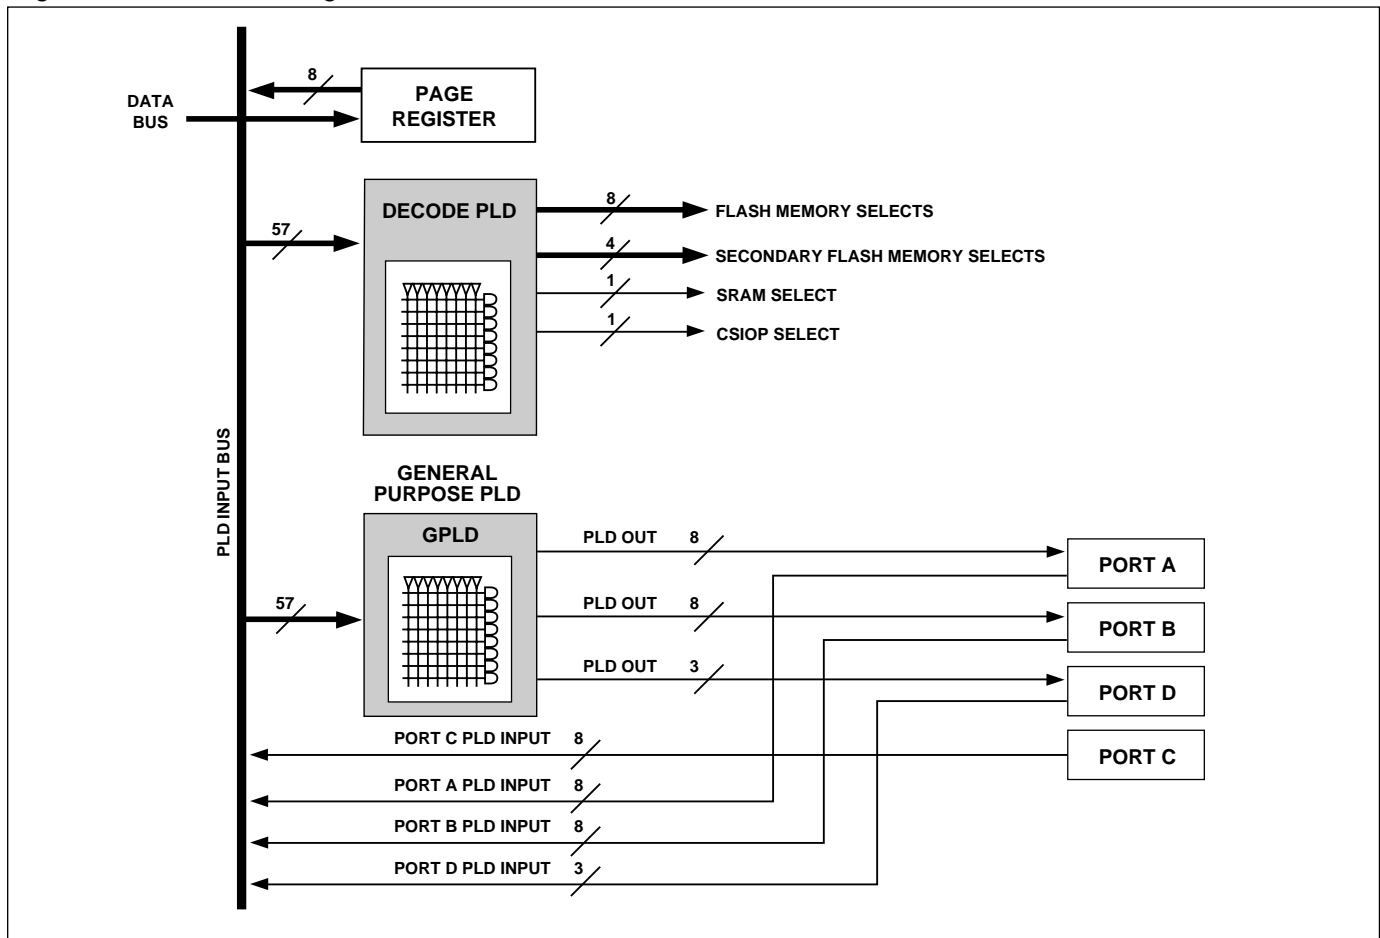 8
DATA
BUS
PAGE
REGISTER
DECODE PLD
8
FLASH MEMORY SELECTS
57
4
SECONDARY FLASH MEMORY SELECTS
1
SRAM SELECT
1
CSIOP SELECT
PLD INPUT BUS
GENERAL
PURPOSE PLD
GPLD
PLD OUT 8
PORT A
57
PLD OUT 8
PORT B
PLD OUT 3
PORT D
PORT C PLD INPUT 8
PORT C
PORT A PLD INPUT 8
PORT B PLD INPUT 8
PORT D PLD INPUT 3